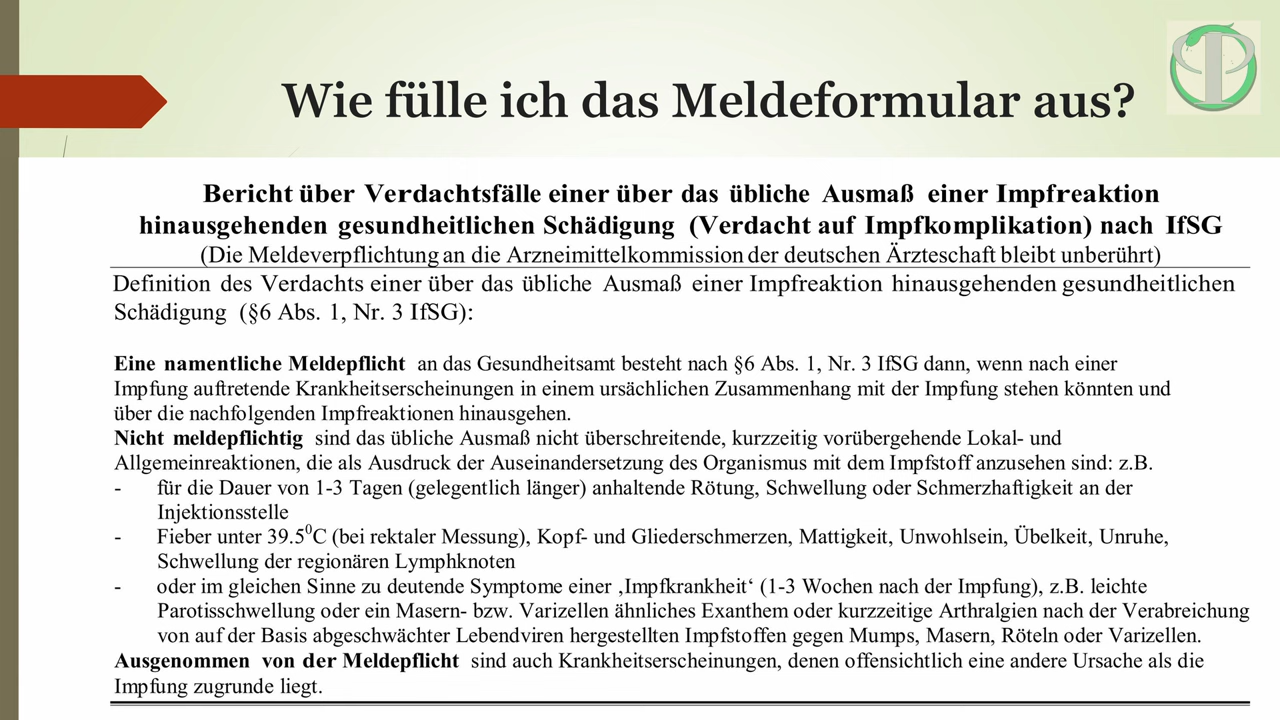 Wie fülle ich das Meldeformular aus?
Bericht über Verdachtsfälle einer über das übliche Ausmaß einer Impfreaktion
hinausgehenden gesundheitlichen Schädigung (Verdacht auf Impfkomplikation) nach IfSG
(Die Meldeverpflichtung an die Arzneimittelkommission der deutschen Ärzteschaft bleibt unberührt)
Definition des Verdachts einer über das übliche Ausmaß einer Impfreaktion hinausgehenden gesundheitlichen
Schädigung (§6 Abs. 1, Nr. 3 IfSG):
Eine namentliche Meldepflicht an das Gesundheitsamt besteht nach §6 Abs. 1, Nr. 3 IfSG dann, wenn nach einer
Impfung auftretende Krankheitserscheinungen in einem ursächlichen Zusammenhang mit der Impfung stehen könnten und
über die nachfolgenden Impfreaktionen hinausgehen.
Nicht meldepflichtig sind das übliche Ausmaß nicht überschreitende, kurzzeitig vorübergehende Lokal- und
Allgemeinreaktionen, die als Ausdruck der Auseinandersetzung des Organismus mit dem Impfstoff anzusehen sind: z.B.
- für die Dauer von 1-3 Tagen (gelegentlich länger) anhaltende Rötung, Schwellung oder Schmerzhaftigkeit an der
Injektionsstelle
- Fieber unter 39.5⁰C (bei rektaler Messung), Kopf- und Gliederschmerzen, Mattigkeit, Unwohlsein, Übelkeit, Unruhe,
Schwellung der regionären Lymphknoten
- oder im gleichen Sinne zu deutende Symptome einer ‚Impfkrankheit‘ (1-3 Wochen nach der Impfung), z.B. leichte
Parotisschwellung oder ein Masern- bzw. Varizellen ähnliches Exanthem oder kurzzeitige Arthralgien nach der Verabreichung
von auf der Basis abgeschwächter Lebendviren hergestellten Impfstoffen gegen Mumps, Masern, Röteln oder Varizellen.
Ausgenommen von der Meldepflicht sind auch Krankheitserscheinungen, denen offensichtlich eine andere Ursache als die
Impfung zugrunde liegt.